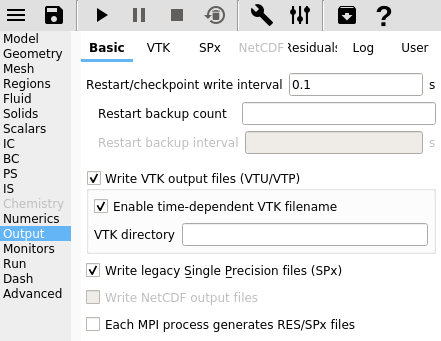 Basic VTK SPx NetCDF Residuals Log User
Model
Geometry
Mesh
Regions
Fluid
Solids
Scalars
IC
BC
PS
IS
Chemistry
Numerics
Output
Monitors
Run
Dash
Advanced
Restart/checkpoint write interval 0.1 s
Restart backup count
Restart backup interval s
Write VTK output files (VTU/VTP)
Enable time-dependent VTK filename
VTK directory
Write legacy Single Precision files (SPx)
Write NetCDF output files
Each MPI process generates RES/SPx files